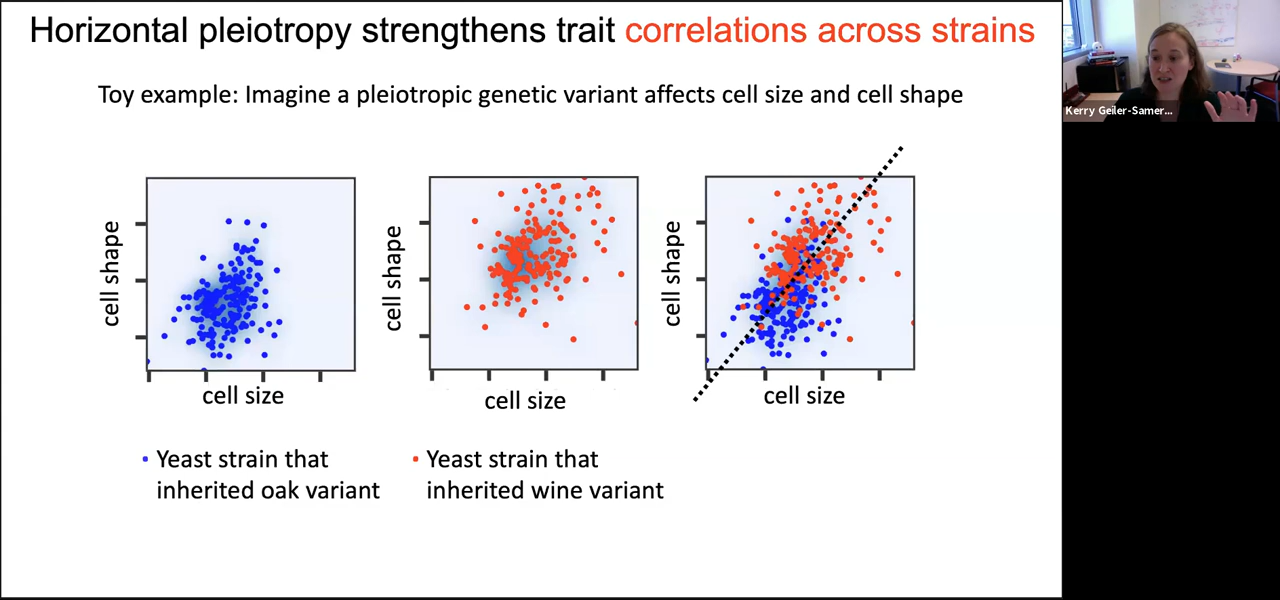 Horizontal pleiotropy strengthens trait correlations across strains
Kerry Geiler-Samer...
Toy example: Imagine a pleiotropic genetic variant affects cell size and cell shape
cell shape
cell size
cell shape
cell size
cell shape
cell size
Yeast strain that
inherited oak variant
Yeast strain that
inherited wine variant